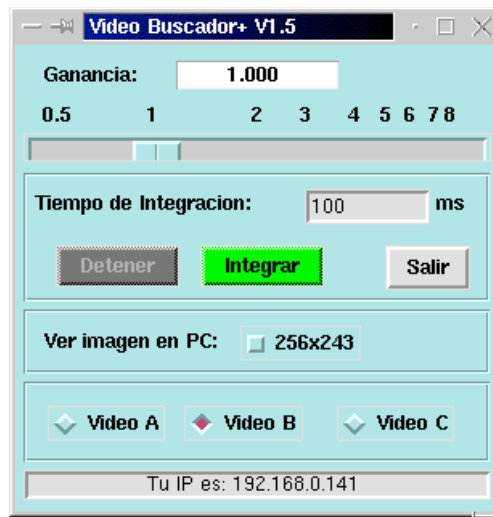 Video Buscador+ V1.5
Ganancia: 1.000
0.5 1 2 3 4 5 6 7 8
Tiempo de Integracion: 100 ms
Detener Integrar Salir
Ver imagen en PC: 256x243
Video A Video B Video C
Tu IP es: 192.168.0.141